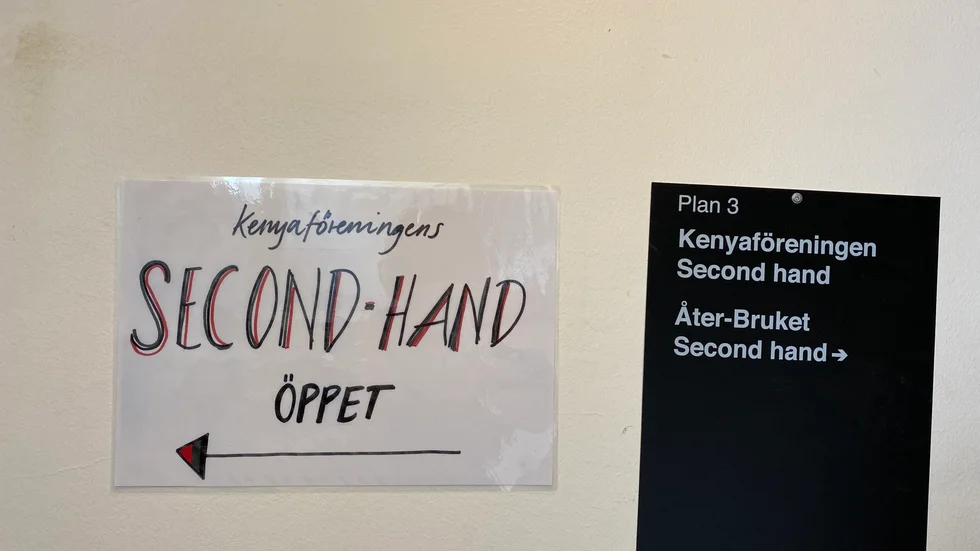 Kenyaföreningens
SECOND-HAND
ÖPPET
Plan 3
Kenyaföreningen
Second hand
Åter-Bruket
Second hand→